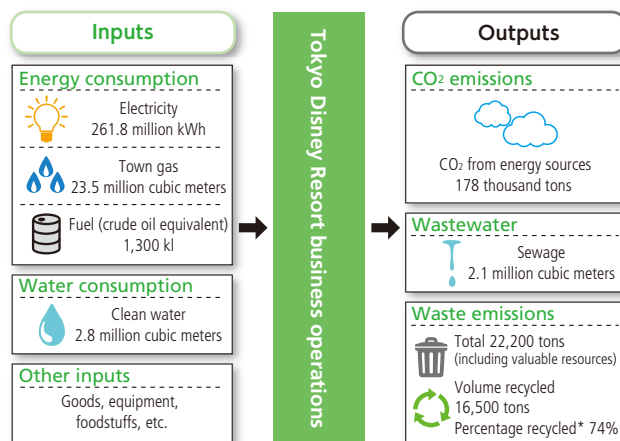 Inputs
Energy consumption
Electricity
261.8 million kWh
Town gas
23.5 million cubic meters
Fuel (crude oil equivalent)
1,300 kl
Water consumption
Clean water
2.8 million cubic meters
Other inputs
Goods, equipment,
foodstuffs, etc.
Tokyo Disney Resort business operations
Outputs
CO2 emissions
CO2 from energy sources
178 thousand tons
Wastewater
Sewage
2.1 million cubic meters
Waste emissions
Total 22,200 tons
(including valuable resources)
Volume recycled
16,500 tons
Percentage recycled* 74%